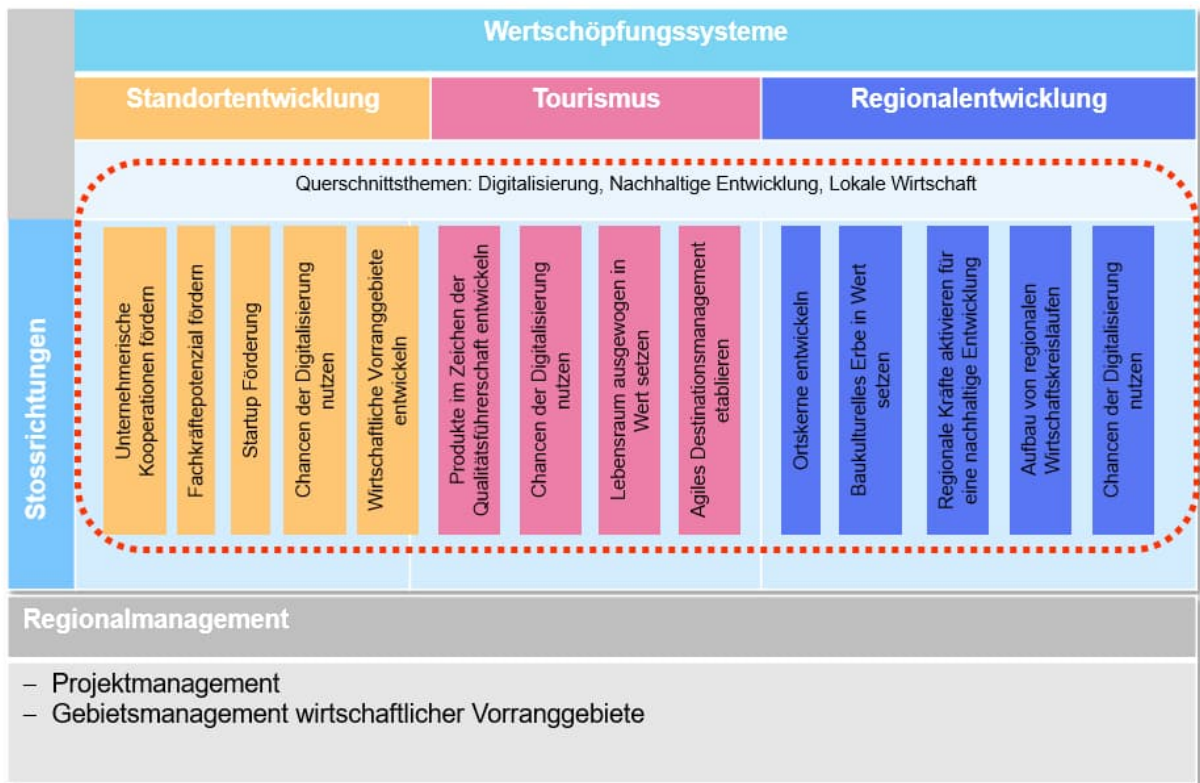 Wertschöpfungssysteme
Standortentwicklung
Tourismus
Regionalentwicklung
Querschnittsthemen: Digitalisierung, Nachhaltige Entwicklung, Lokale Wirtschaft
Stossrichtungen
Unternehmerische
Kooperationen fördern
Fachkräftepotenzial fördern
Startup Förderung
Chancen der Digitalisierung
nutzen
Wirtschaftliche Vorranggebiete
entwickeln
Produkte im Zeichen der
Qualitätsführerschaft entwickeln
Chancen der Digitalisierung
nutzen
Lebensraum ausgewogen in
Wert setzen
Agiles Destinationsmanagement
etablieren
Ortskerne entwickeln
Baukulturelles Erbe in Wert
setzen
Regionale Kräfte aktivieren für
eine nachhaltige Entwicklung
Aufbau von regionalen
Wirtschaftskreisläufen
Chancen der Digitalisierung
nutzen
Regionalmanagement
– Projektmanagement
– Gebietsmanagement wirtschaftlicher Vorranggebiete